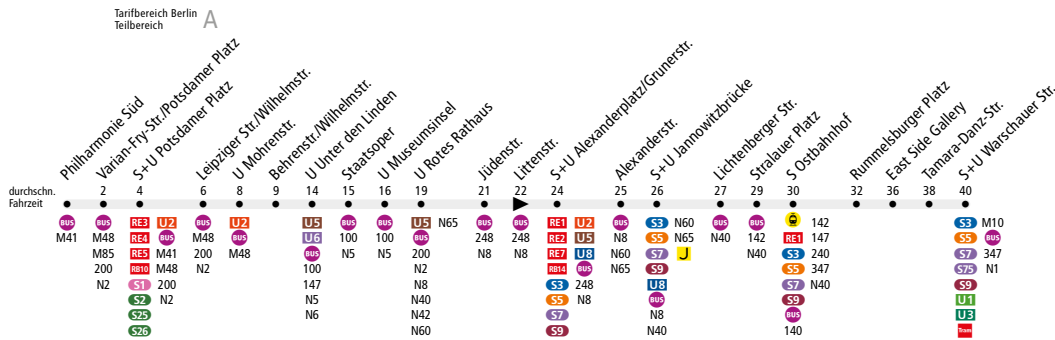 Tarifbereich Berlin
Teilbereich A
Philharmonie Süd
Varian-Fry-Str./Potsdamer Platz
S+U Potsdamer Platz
Leipziger Str./Wilhelmstr.
U Mohrenstr.
Behrenstr./Wilhelmstr.
U Unter den Linden
Staatsoper
U Museumsinsel
U Rotes Rathaus
Jüdenstr.
Littenstr.
S+U Alexanderplatz/Grunerstr.
Alexanderstr.
S+U Jannowitzbrücke
Lichtenberger Str.
Stralauer Platz
S Ostbahnhof
Rummelsburger Platz
East Side Gallery
Tamara-Danz-Str.
S+U Warschauer Str.
durchschn.
Fahrzeit
2 4 6 8 9 14 15 16 19 21 22 24 25 26 27 29 30 32 36 38 40
BUS
M41
BUS
M48
M85
200
N2
RE3
RE4
RE5
RB10
S1
S2
S25
S26
U2
BUS
M41
M48
200
N2
BUS
M48
200
N2
U2
BUS
M48
U5
U6
BUS
100
147
N5
N6
BUS
100
N5
BUS
100
N5
U5
BUS
200
N2
N8
N40
N42
N60
N65
BUS
248
N8
BUS
248
N8
RE1
RE2
RE7
RB14
S3
S5
S7
S9
U2
U5
U8
BUS
248
N8
BUS
N8
N60
N65
S3
S5
S7
S9
U8
BUS
N8
N40
N60
N65
J
BUS
N40
BUS
142
N40
RE1
S3
S5
S7
S9
BUS
140
142
147
240
347
N40
S3
S5
S7
S75
S9
U1
U3
Tram
M10
BUS
347
N1